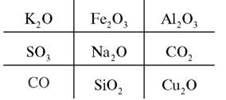 K₂O Fe₂O₃ Al₂O₃
SO₃ Na₂O CO₂
CO SiO₂ Cu₂O